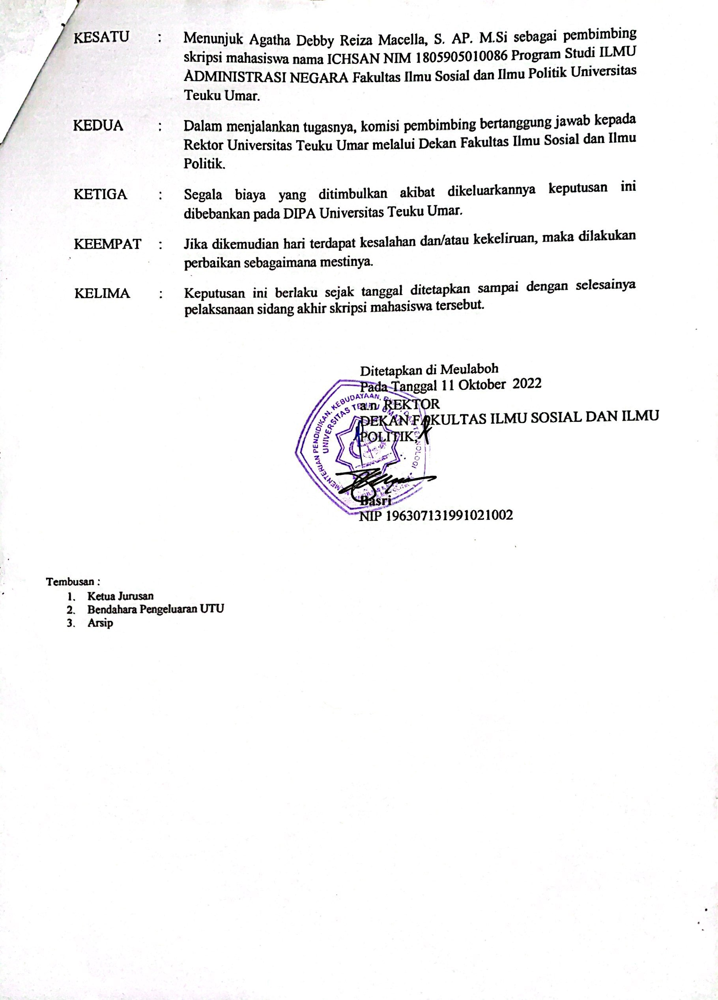 KESATU : Menunjuk Agatha Debby Reiza Macella, S. AP. M.Si sebagai pembimbing
skripsi mahasiswa nama ICHSAN NIM 1805905010086 Program Studi ILMU
ADMINISTRASI NEGARA Fakultas Ilmu Sosial dan Ilmu Politik Universitas
Teuku Umar.
KEDUA : Dalam menjalankan tugasnya, komisi pembimbing bertanggung jawab kepada
Rektor Universitas Teuku Umar melalui Dekan Fakultas Ilmu Sosial dan Ilmu
Politik.
KETIGA : Segala biaya yang ditimbulkan akibat dikeluarkannya keputusan ini
dibebankan pada DIPA Universitas Teuku Umar.
KEEMPAT : Jika dikemudian hari terdapat kesalahan dan/atau kekeliruan, maka dilakukan
perbaikan sebagaimana mestinya.
KELIMA : Keputusan ini berlaku sejak tanggal ditetapkan sampai dengan selesainya
pelaksanaan sidang akhir skripsi mahasiswa tersebut.
Ditetapkan di Meulaboh
Pada Tanggal 11 Oktober 2022
a.n REKTOR
DEKAN FAKULTAS ILMU SOSIAL DAN ILMU
POLITIK,
PENDIDIKAN, KEBUDAYAAN,
UNIVERSITAS TEUKU UMAR
Basri
NIP 196307131991021002
Tembusan :
1. Ketua Jurusan
2. Bendahara Pengeluaran UTU
3. Arsip